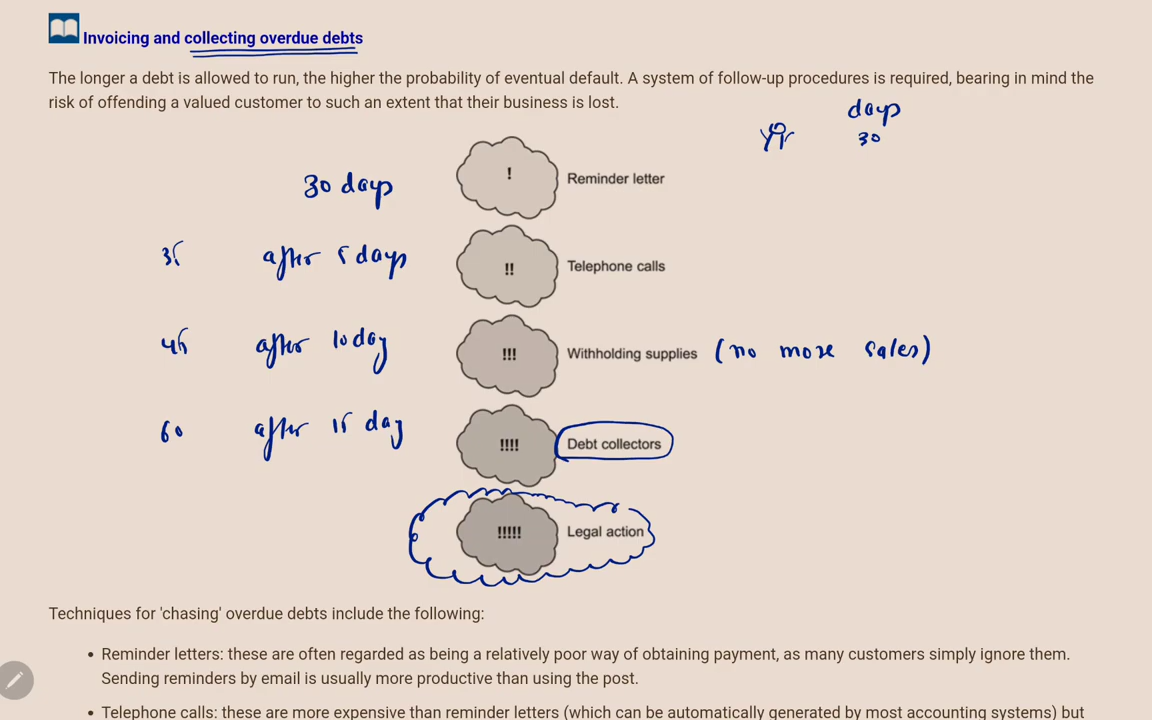 Invoicing and collecting overdue debts
The longer a debt is allowed to run, the higher the probability of eventual default. A system of follow-up procedures is required, bearing in mind the
risk of offending a valued customer to such an extent that their business is lost.
days
30
! Reminder letter
30 days
35 after 5 days !! Telephone calls
45 after 10 day !!! Withholding supplies (no more sales)
60 after 15 day !!!! Debt collectors
!!!!! Legal action
Techniques for 'chasing' overdue debts include the following:
• Reminder letters: these are often regarded as being a relatively poor way of obtaining payment, as many customers simply ignore them.
Sending reminders by email is usually more productive than using the post.
• Telephone calls: these are more expensive than reminder letters (which can be automatically generated by most accounting systems) but